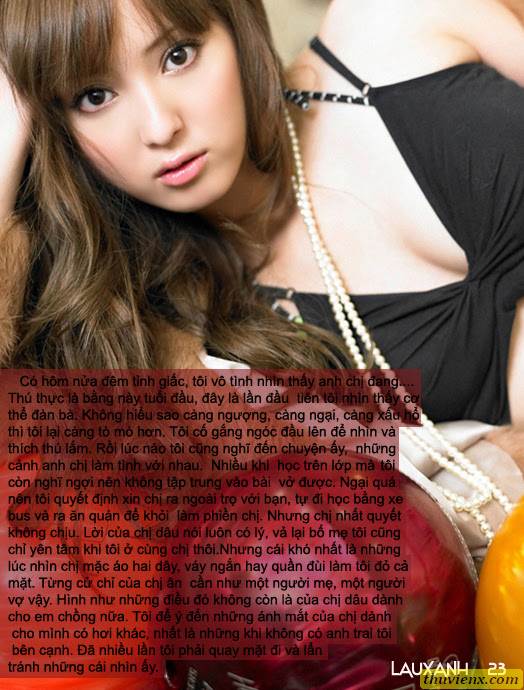 Có hôm nửa đêm tỉnh giấc, tôi vô tình nhìn thấy anh chị đang....
Thú thực là bằng này tuổi đầu, đây là lần đầu tiên tôi nhìn thấy cơ
thể đàn bà. Không hiểu sao càng ngượng, càng ngại, càng xấu hổ
thì tôi lại càng tò mò hơn. Tôi cố gắng ngóc đầu lên để nhìn và
thích thú lắm. Rồi lúc nào tôi cũng nghĩ đến chuyện ấy, những
cảnh anh chị làm tình với nhau. Nhiều khi học trên lớp mà tôi
còn nghĩ ngợi nên không tập trung vào bài vở được. Ngại quá
nên tôi quyết định xin chị ra ngoài trọ với bạn, tự đi học bằng xe
bus và ra ăn quán để khỏi làm phiền chị. Nhưng chị nhất quyết
không chịu. Lời của chị dâu nói luôn có lý, vả lại bố mẹ tôi cũng
chỉ yên tâm khi tôi ở cùng chị thôi.Nhưng cái khó nhất là những
lúc nhìn chị mặc áo hai dây, váy ngắn hay quần đùi làm tôi đỏ cả
mặt. Từng cử chỉ của chị ân cần như một người mẹ, một người
vợ vậy. Hình như những điều đó không còn là của chị dâu dành
cho em chồng nữa. Tôi để ý đến những ánh mắt của chị dành
cho mình có hơi khác, nhất là những khi không có anh trai tôi
bên cạnh. Đã nhiều lần tôi phải quay mặt đi và lẩn
tránh những cái nhìn ấy.
LAUXANH 23
thuvienx.com